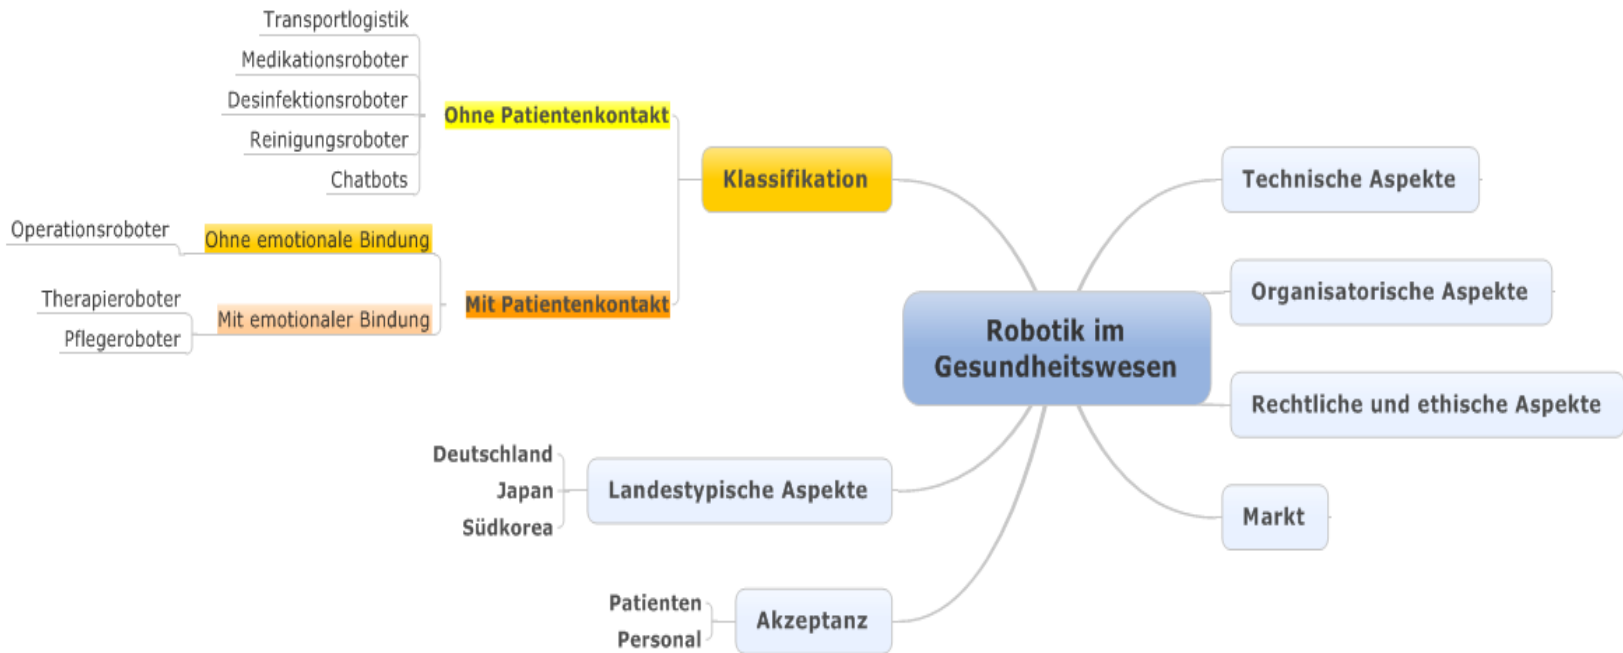 Transportlogistik
Medikationsroboter
Desinfektionsroboter
Reinigungsroboter
Chatbots
Ohne Patientenkontakt
Operationsroboter
Ohne emotionale Bindung
Therapieroboter
Pflegeroboter
Mit emotionaler Bindung
Mit Patientenkontakt
Klassifikation
Deutschland
Japan
Südkorea
Landestypische Aspekte
Patienten
Personal
Akzeptanz
Robotik im
Gesundheitswesen
Technische Aspekte
Organisatorische Aspekte
Rechtliche und ethische Aspekte
Markt